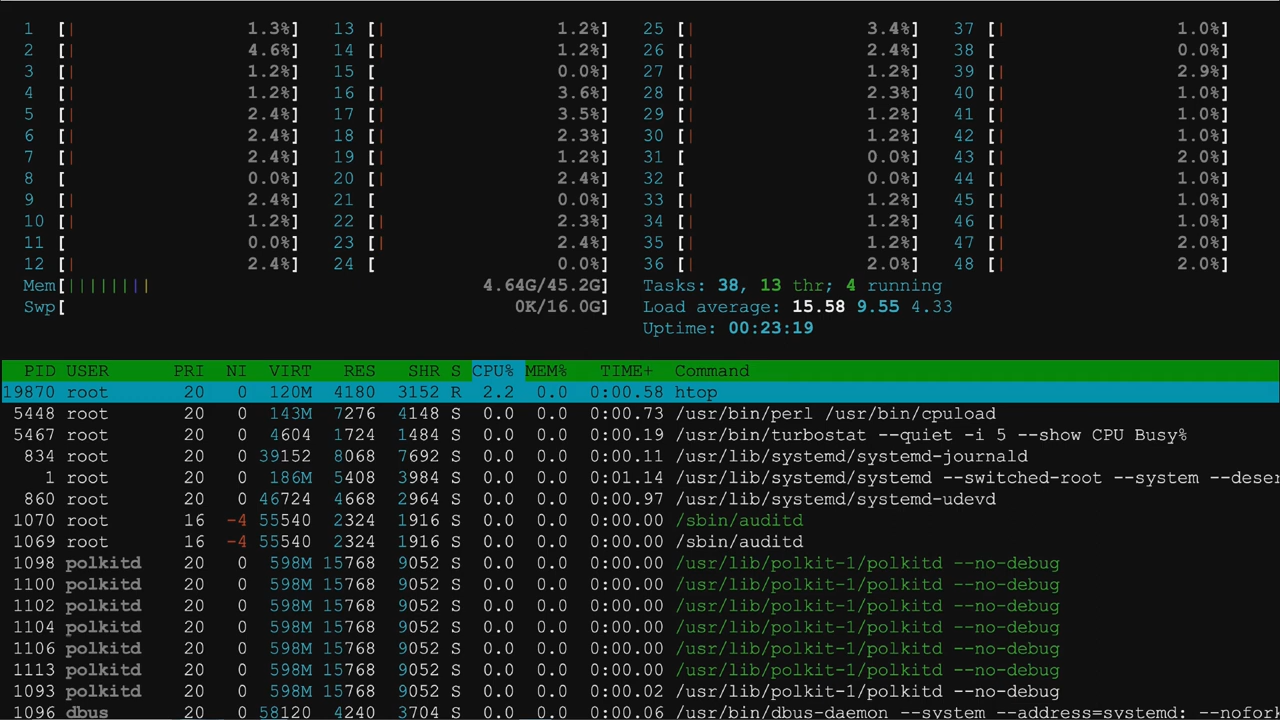 1 [| 1.3%] 13 [| 1.2%] 25 [| 3.4%] 37 [| 1.0%]
2 [| 4.6%] 14 [| 1.2%] 26 [| 2.4%] 38 [ 0.0%]
3 [| 1.2%] 15 [ 0.0%] 27 [| 1.2%] 39 [| 2.9%]
4 [| 1.2%] 16 [| 3.6%] 28 [| 2.3%] 40 [| 1.0%]
5 [| 2.4%] 17 [| 3.5%] 29 [| 1.2%] 41 [| 1.0%]
6 [| 2.4%] 18 [| 2.3%] 30 [| 1.2%] 42 [| 1.0%]
7 [| 2.4%] 19 [| 1.2%] 31 [ 0.0%] 43 [| 2.0%]
8 [ 0.0%] 20 [| 2.4%] 32 [ 0.0%] 44 [| 1.0%]
9 [| 2.4%] 21 [ 0.0%] 33 [| 1.2%] 45 [| 1.0%]
10 [| 1.2%] 22 [| 2.3%] 34 [| 1.2%] 46 [| 1.0%]
11 [ 0.0%] 23 [| 2.4%] 35 [| 1.2%] 47 [| 2.0%]
12 [| 2.4%] 24 [ 0.0%] 36 [| 2.0%] 48 [| 2.0%]
Mem[|||||||| 4.64G/45.2G] Tasks: 38, 13 thr; 4 running
Swp[ 0K/16.0G] Load average: 15.58 9.55 4.33
Uptime: 00:23:19
PID USER PRI NI VIRT RES SHR S CPU% MEM% TIME+ Command
19870 root 20 0 120M 4180 3152 R 2.2 0.0 0:00.58 htop
5448 root 20 0 143M 7276 4148 S 0.0 0.0 0:00.73 /usr/bin/perl /usr/bin/cpuload
5467 root 20 0 4604 1724 1484 S 0.0 0.0 0:00.19 /usr/bin/turbostat --quiet -i 5 --show CPU Busy%
834 root 20 0 39152 8068 7692 S 0.0 0.0 0:00.11 /usr/lib/systemd/systemd-journald
1 root 20 0 186M 5408 3984 S 0.0 0.0 0:01.14 /usr/lib/systemd/systemd --switched-root --system --deser
860 root 20 0 46724 4668 2964 S 0.0 0.0 0:00.97 /usr/lib/systemd/systemd-udevd
1070 root 16 -4 55540 2324 1916 S 0.0 0.0 0:00.00 /sbin/auditd
1069 root 16 -4 55540 2324 1916 S 0.0 0.0 0:00.00 /sbin/auditd
1098 polkitd 20 0 598M 15768 9052 S 0.0 0.0 0:00.00 /usr/lib/polkit-1/polkitd --no-debug
1100 polkitd 20 0 598M 15768 9052 S 0.0 0.0 0:00.00 /usr/lib/polkit-1/polkitd --no-debug
1102 polkitd 20 0 598M 15768 9052 S 0.0 0.0 0:00.00 /usr/lib/polkit-1/polkitd --no-debug
1104 polkitd 20 0 598M 15768 9052 S 0.0 0.0 0:00.00 /usr/lib/polkit-1/polkitd --no-debug
1106 polkitd 20 0 598M 15768 9052 S 0.0 0.0 0:00.00 /usr/lib/polkit-1/polkitd --no-debug
1113 polkitd 20 0 598M 15768 9052 S 0.0 0.0 0:00.00 /usr/lib/polkit-1/polkitd --no-debug
1093 polkitd 20 0 598M 15768 9052 S 0.0 0.0 0:00.02 /usr/lib/polkit-1/polkitd --no-debug
1096 dbus 20 0 58120 4240 3704 S 0.0 0.0 0:00.06 /usr/bin/dbus-daemon --system --address=systemd: --nofork